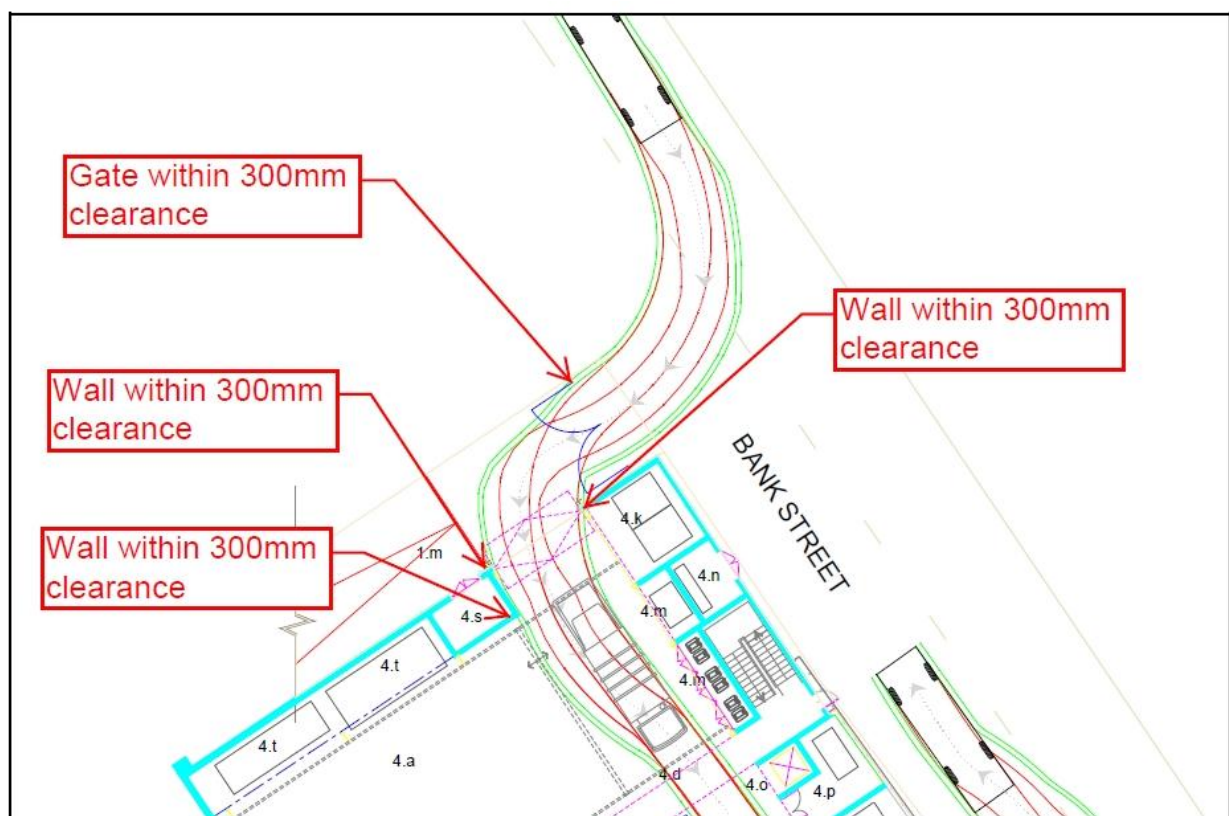 Gate within 300mm
clearance
Wall within 300mm
clearance
Wall within 300mm
clearance
BANK STREET
4.k
1.m
Wall within 300mm
clearance
4.n
4.s
4.m
4.t
4.m
4.t
4.a
4.d
4.o
4.p